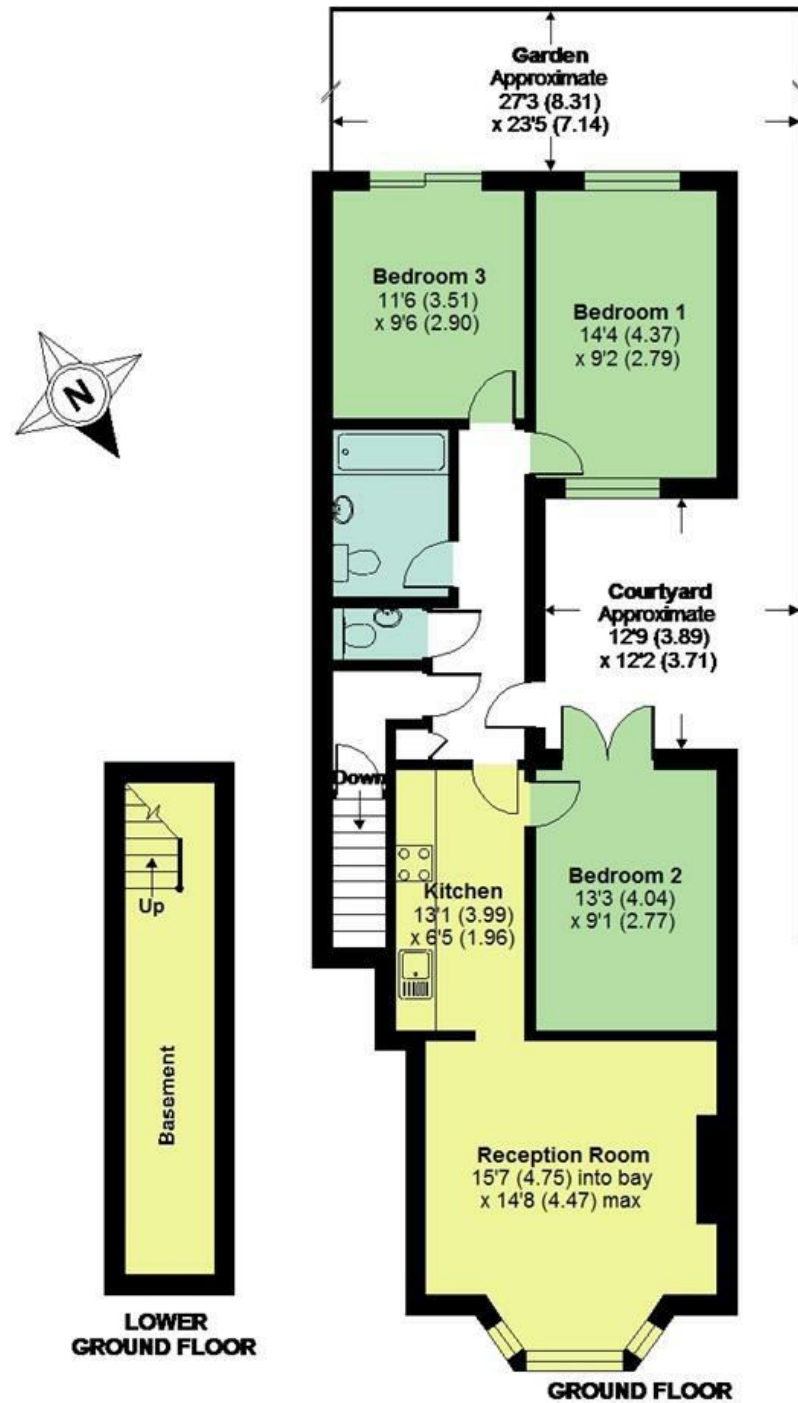 Garden
Approximate
27'3 (8.31)
x 23'5 (7.14)
Bedroom 3
11'6 (3.51)
x 9'6 (2.90)
Bedroom 1
14'4 (4.37)
x 9'2 (2.79)
N
Courtyard
Approximate
12'9 (3.89)
x 12'2 (3.71)
Down
Kitchen
13'1 (3.99)
x 6'5 (1.96)
Bedroom 2
13'3 (4.04)
x 9'1 (2.77)
Up
Basement
Reception Room
15'7 (4.75) into bay
x 14'8 (4.47) max
LOWER
GROUND FLOOR
GROUND FLOOR